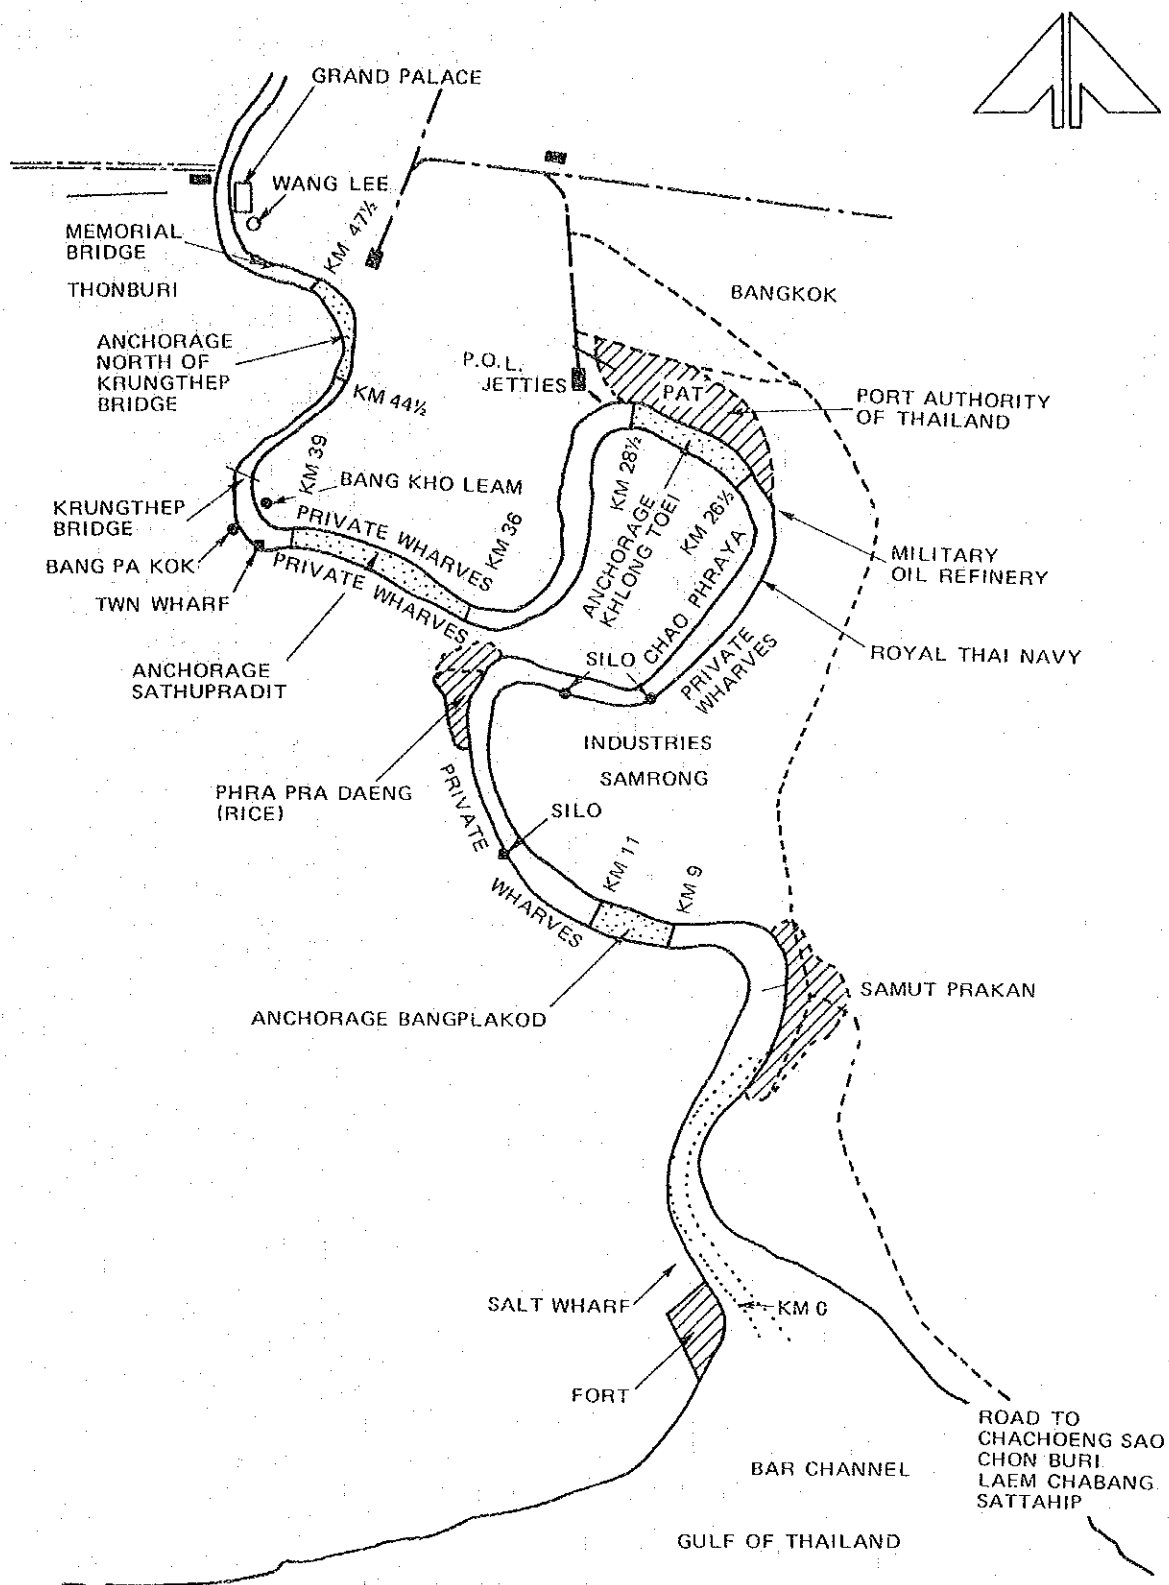 GRAND PALACE
WANG LEE
MEMORIAL
BRIDGE
KM 47½
THONBURI
BANGKOK
ANCHORAGE
NORTH OF
KRUNGTHEP
BRIDGE
P.O.L.
JETTIES
PAT
PORT AUTHORITY
OF THAILAND
KM 44½
KM 39
KM 28½
BANG KHO LEAM
KM 26½
KRUNGTHEP
BRIDGE
PRIVATE WHARVES
KM 36
ANCHORAGE
KHLONG TOEI
CHAO PHRAYA
MILITARY
OIL REFINERY
BANG PA KOK
PRIVATE WHARVES
TWN WHARF
ANCHORAGE
SATHUPRADIT
SILO
PRIVATE
WHARVES
ROYAL THAI NAVY
INDUSTRIES
SAMRONG
PHRA PRA DAENG
(RICE)
PRIVATE
WHARVES
SILO
KM 11
KM 9
SAMUT PRAKAN
ANCHORAGE BANGPLAKOD
SALT WHARF
KM 0
FORT
ROAD TO
CHACHOENG SAO
CHON BURI
LAEM CHABANG
SATTAHIP
BAR CHANNEL
GULF OF THAILAND